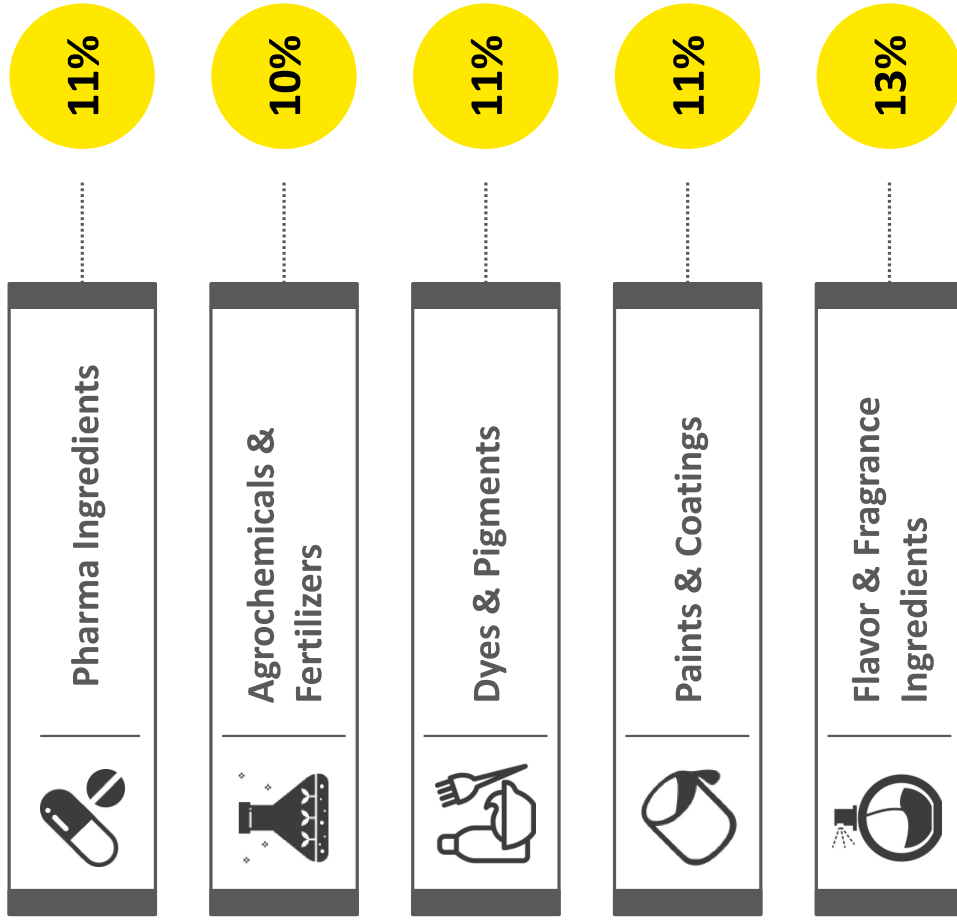 Pharma Ingredients
11%
Agrochemicals &
Fertilizers
10%
Dyes & Pigments
11%
Paints & Coatings
11%
Flavor & Fragrance
Ingredients
13%